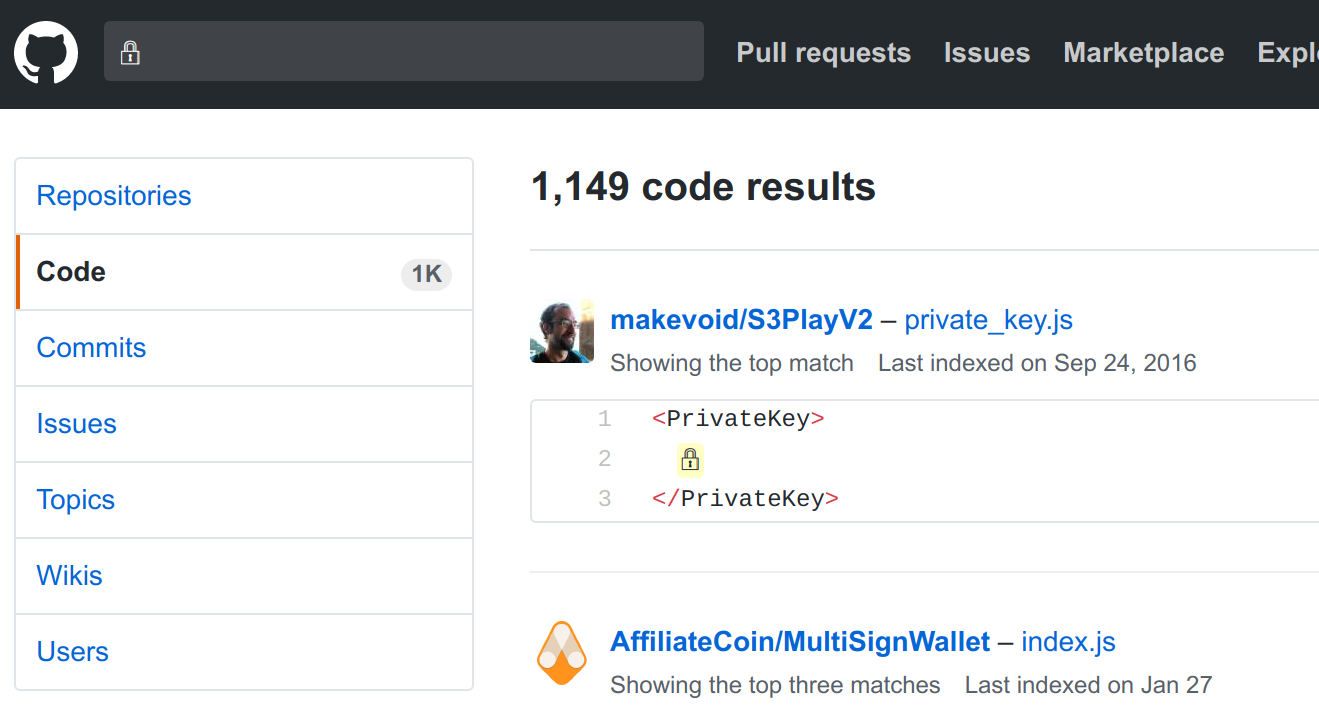 🔒
Pull requests Issues Marketplace Expl
Repositories
Code 1K
Commits
Issues
Topics
Wikis
Users
1,149 code results
makevoid/S3PlayV2 – private_key.js
Showing the top match Last indexed on Sep 24, 2016
1 <PrivateKey>
2 🔒
3 </PrivateKey>
AffiliateCoin/MultiSignWallet – index.js
Showing the top three matches Last indexed on Jan 27